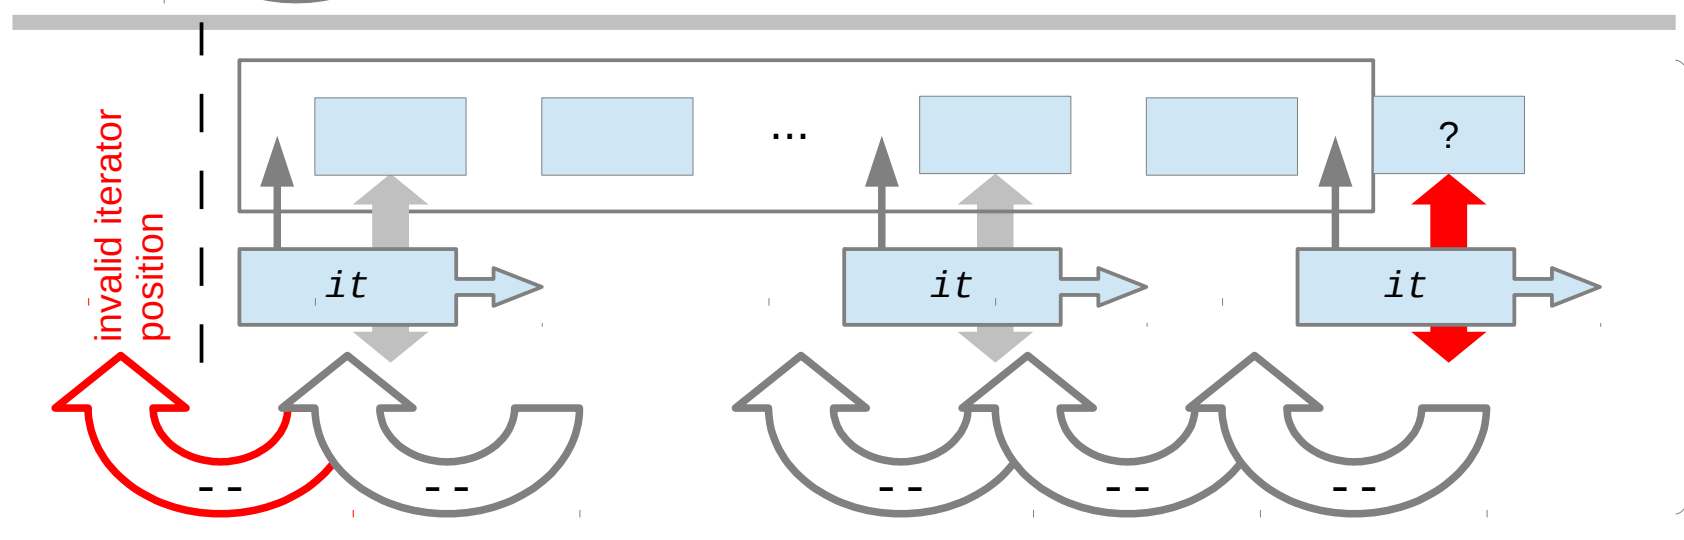 invalid iterator
position
...
?
it
it
it
--
--
--
--
--